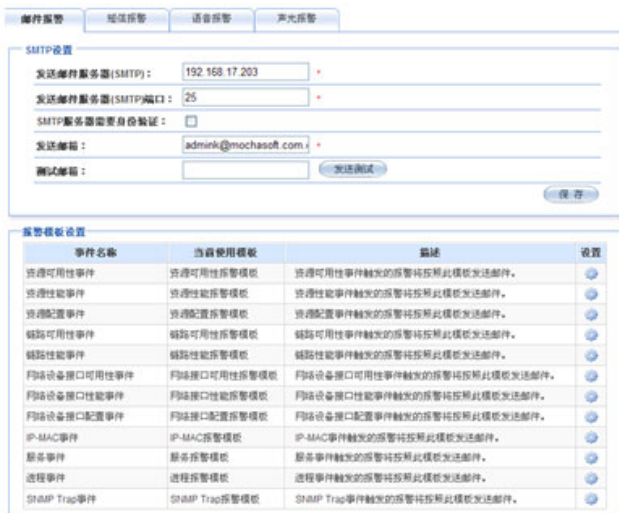 邮件报警 短信报警 语音报警 声光报警
SMTP设置
发送邮件服务器(SMTP)： 192.168.17.203 *
发送邮件服务器(SMTP)端口： 25 *
SMTP服务器需要身份验证：
发送邮箱： admink@mochasoft.com. *
测试邮箱： 发送测试
保存
报警模板设置
事件名称 当前使用模板 描述 设置
资源可用性事件 资源可用性报警模板 资源可用性事件触发的报警将按照此模板发送邮件。
资源性能事件 资源性能报警模板 资源性能事件触发的报警将按照此模板发送邮件。
资源配置事件 资源配置报警模板 资源配置事件触发的报警将按照此模板发送邮件。
链路可用性事件 链路可用性报警模板 链路可用性事件触发的报警将按照此模板发送邮件。
链路性能事件 链路性能报警模板 链路性能事件触发的报警将按照此模板发送邮件。
网络设备接口可用性事件 网络接口可用性报警模板 网络设备接口可用性事件触发的报警将按照此模板发送邮件。
网络设备接口性能事件 网络接口性能报警模板 网络设备接口性能事件触发的报警将按照此模板发送邮件。
网络设备接口配置事件 网络接口配置报警模板 网络设备接口配置事件触发的报警将按照此模板发送邮件。
IP-MAC事件 IP-MAC报警模板 IP-MAC事件触发的报警将按照此模板发送邮件。
服务事件 服务报警模板 服务事件触发的报警将按照此模板发送邮件。
进程事件 进程报警模板 进程事件触发的报警将按照此模板发送邮件。
SNMP Trap事件 SNMP Trap报警模板 SNMP Trap事件触发的报警将按照此模板发送邮件。